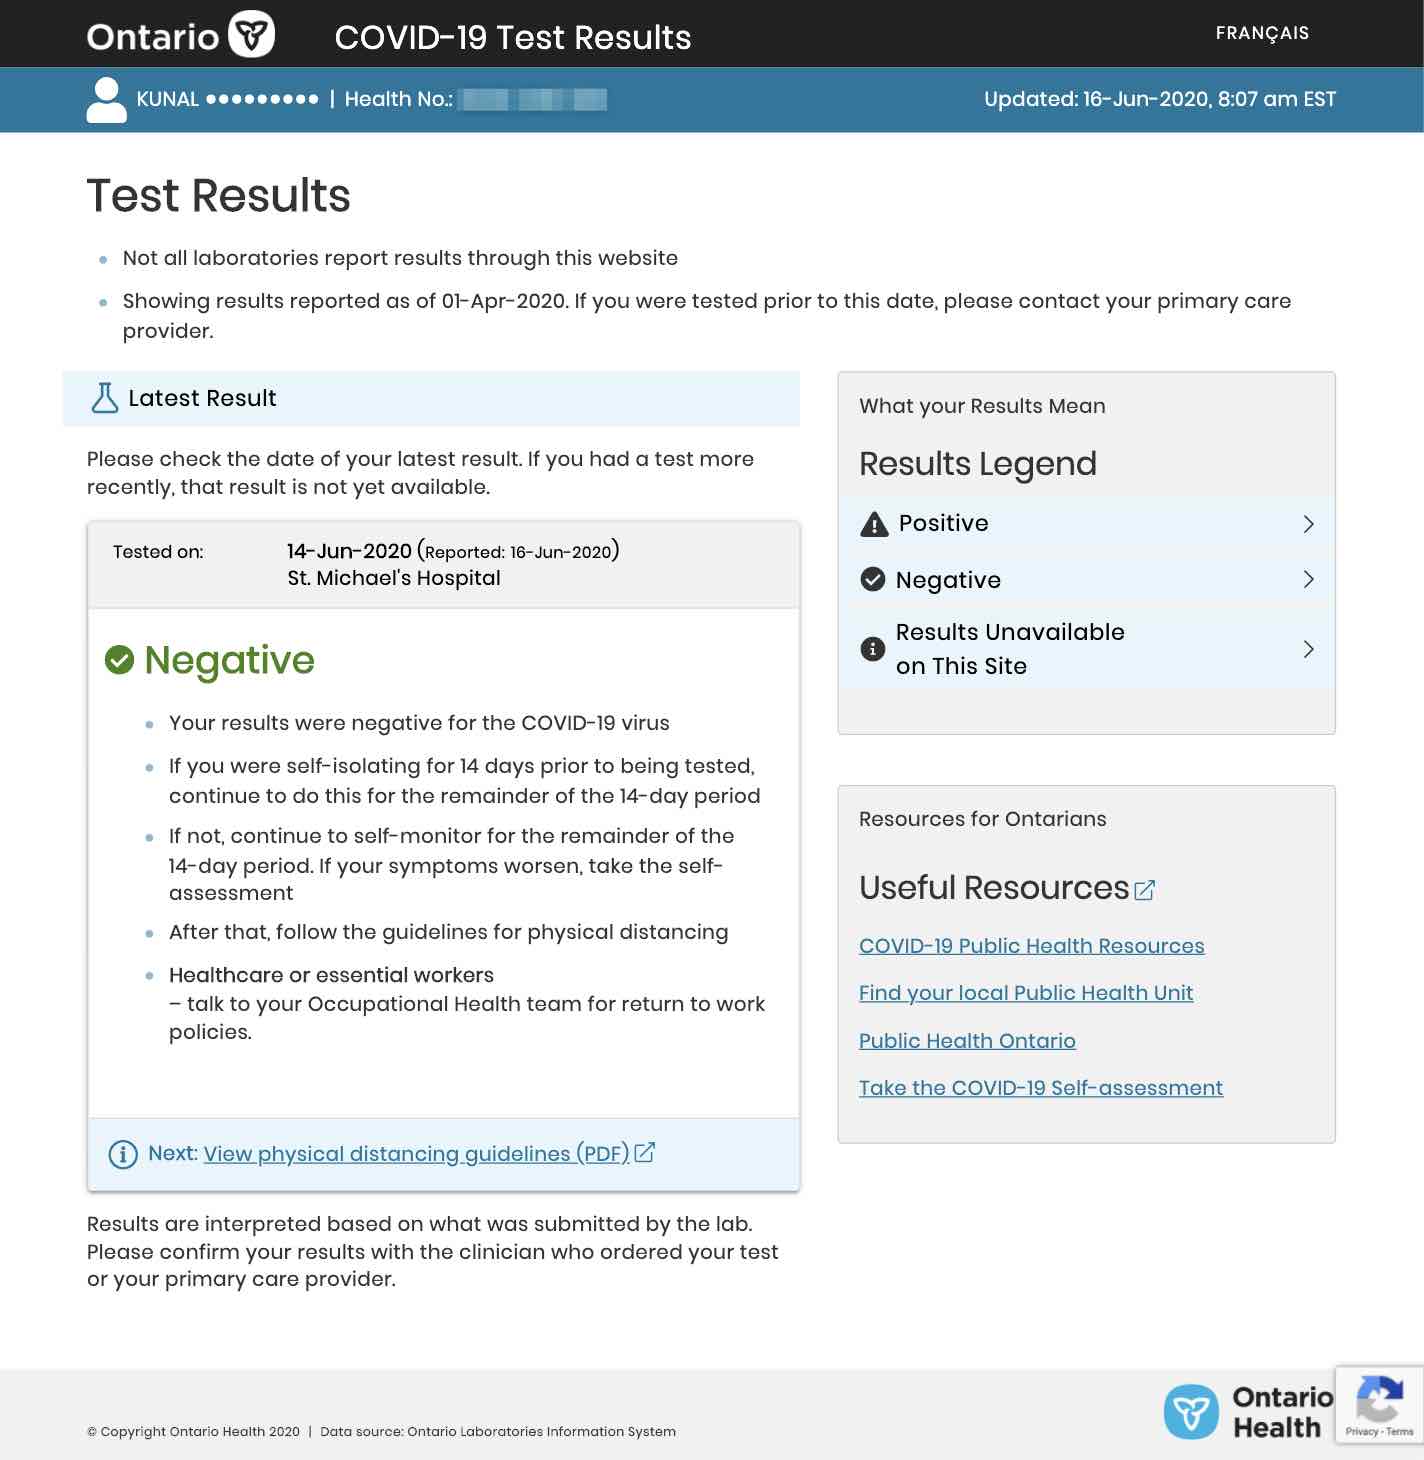 Ontario
COVID-19 Test Results
FRANÇAIS
KUNAL ••••••••• | Health No.:
Updated: 16-Jun-2020, 8:07 am EST
Test Results
• Not all laboratories report results through this website
• Showing results reported as of 01-Apr-2020. If you were tested prior to this date, please contact your primary care
provider.
Latest Result
Please check the date of your latest result. If you had a test more
recently, that result is not yet available.
Tested on: 14-Jun-2020 (Reported: 16-Jun-2020)
St. Michael's Hospital
Negative
• Your results were negative for the COVID-19 virus
• If you were self-isolating for 14 days prior to being tested,
continue to do this for the remainder of the 14-day period
• If not, continue to self-monitor for the remainder of the
14-day period. If your symptoms worsen, take the self-
assessment
• After that, follow the guidelines for physical distancing
• Healthcare or essential workers
– talk to your Occupational Health team for return to work
policies.
Next: View physical distancing guidelines (PDF)
Results are interpreted based on what was submitted by the lab.
Please confirm your results with the clinician who ordered your test
or your primary care provider.
What your Results Mean
Results Legend
Positive
Negative
Results Unavailable
on This Site
Resources for Ontarians
Useful Resources
COVID-19 Public Health Resources
Find your local Public Health Unit
Public Health Ontario
Take the COVID-19 Self-assessment
© Copyright Ontario Health 2020 | Data source: Ontario Laboratories Information System
Ontario
Health
Privacy - Terms